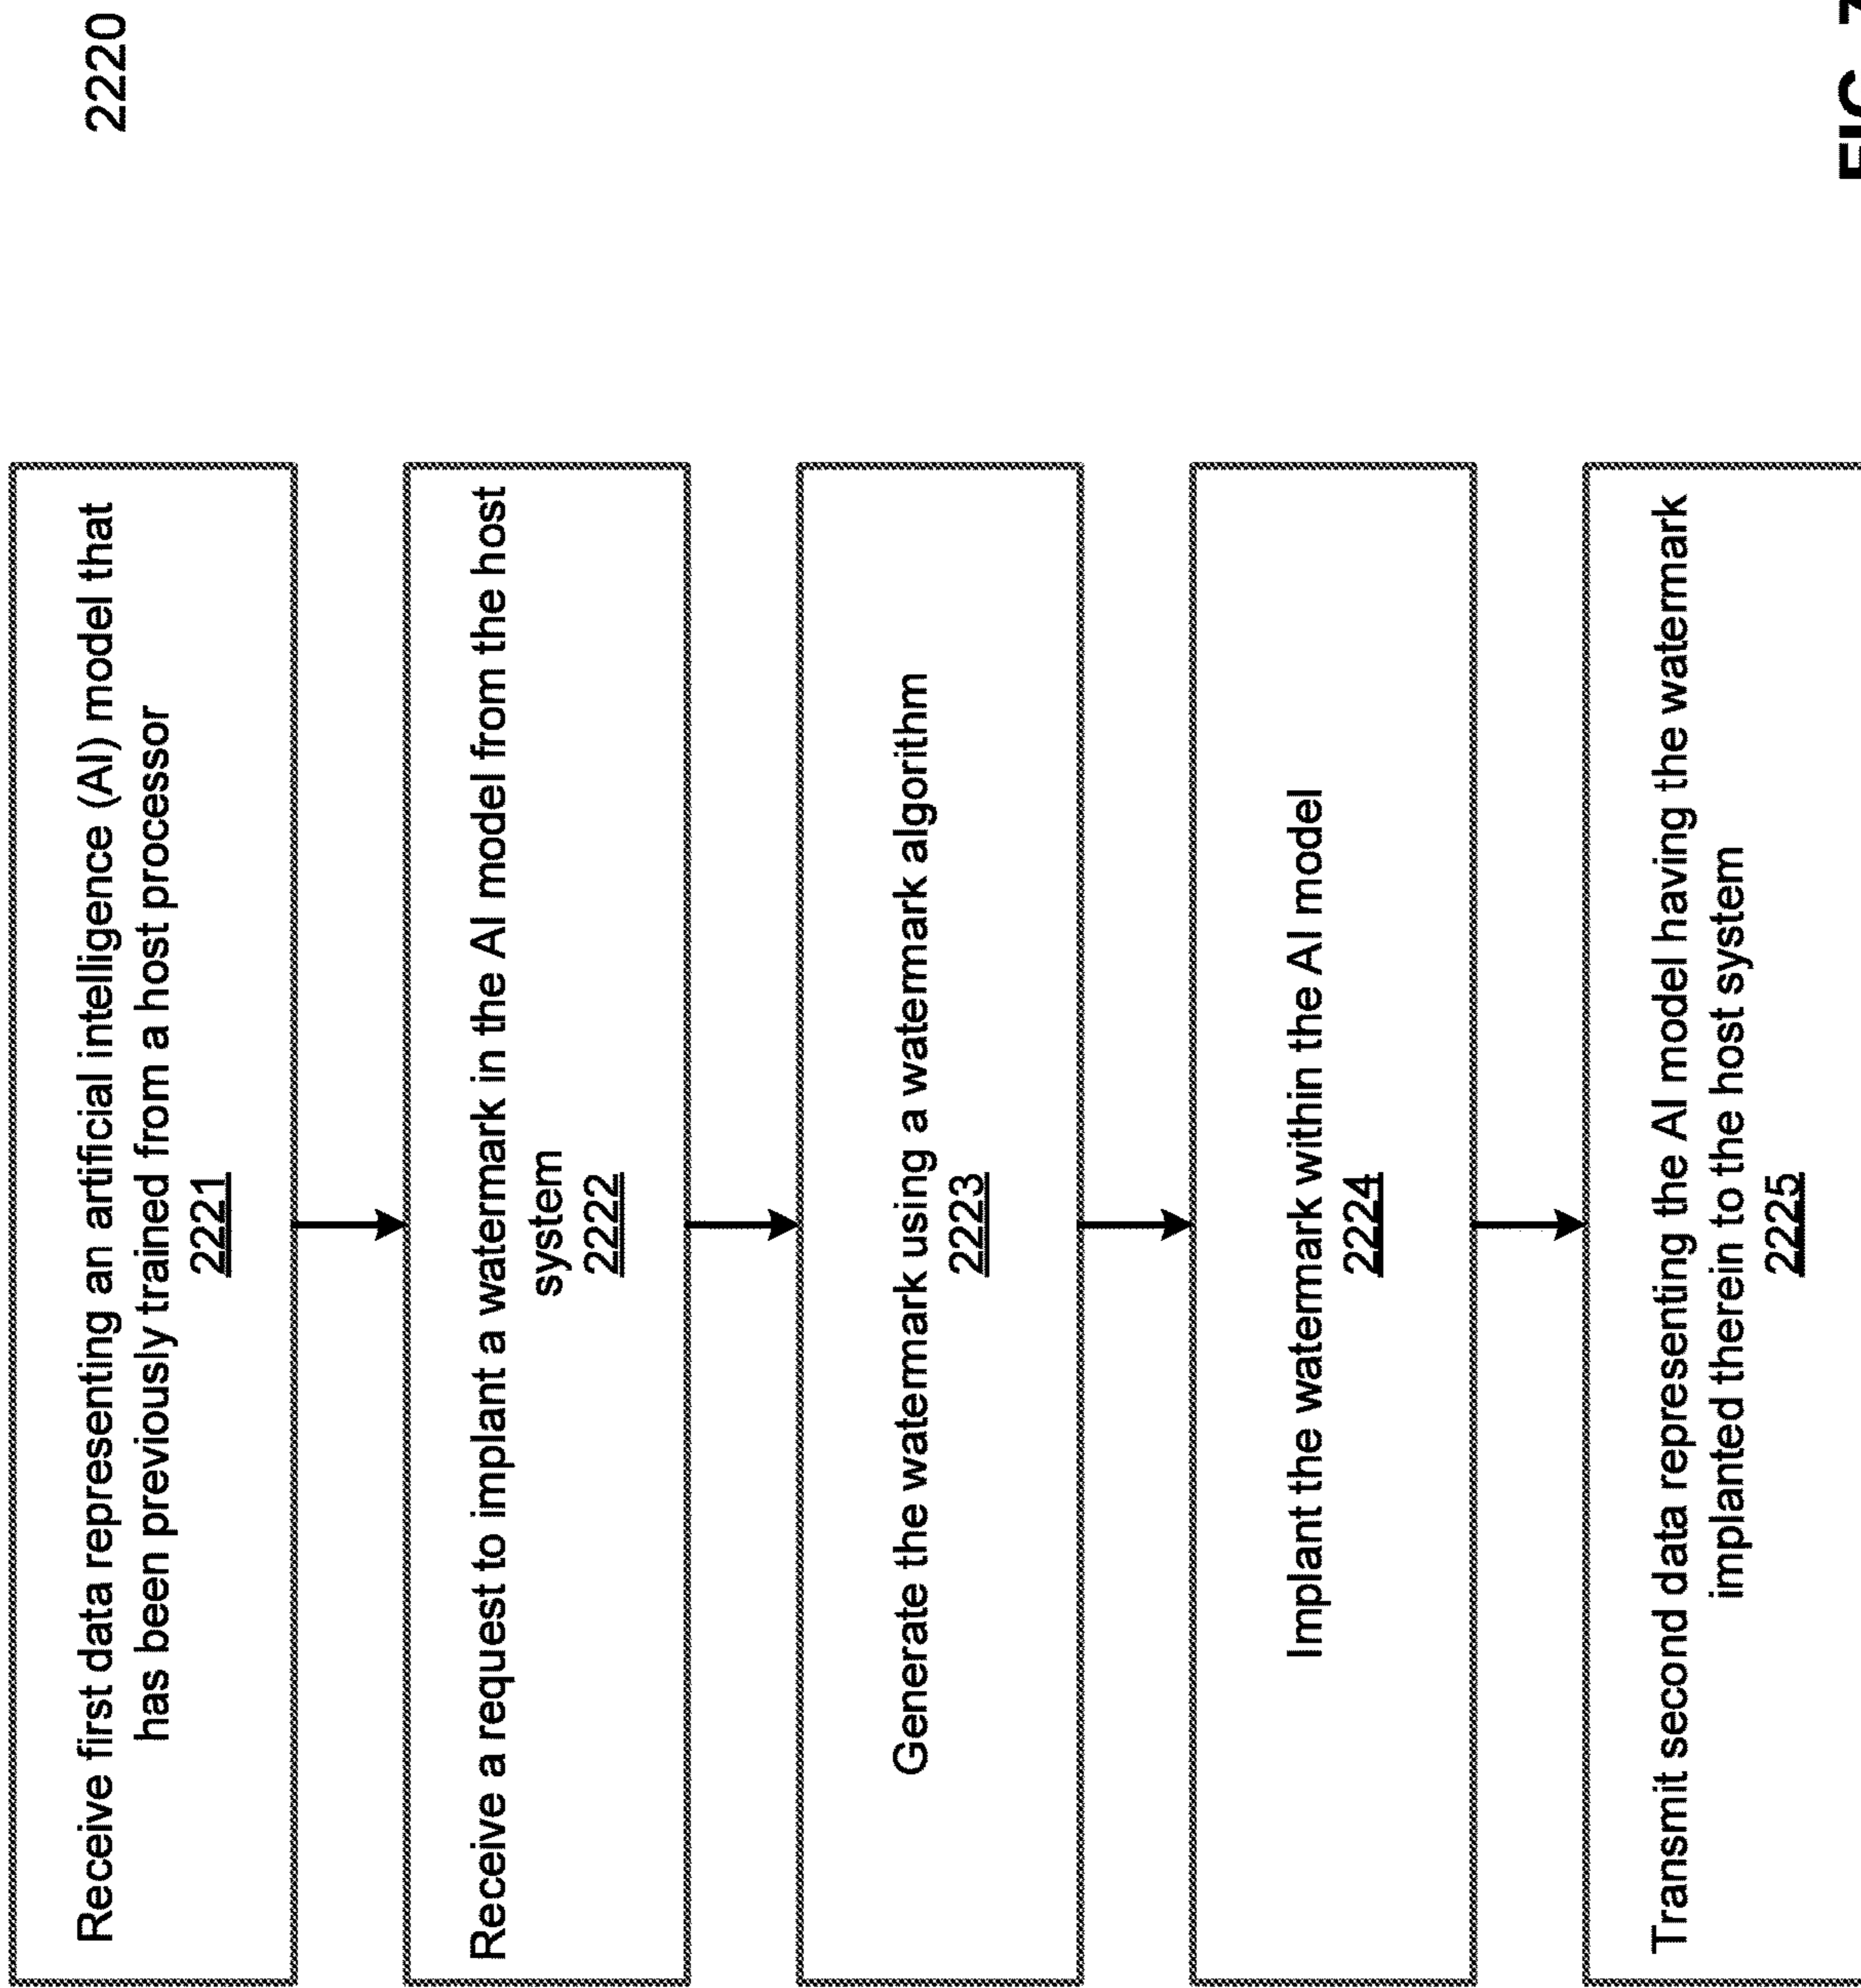 2220
Receive first data representing an artificial intelligence (AI) model that
has been previously trained from a host processor
2221
Receive a request to implant a watermark in the AI model from the host
system
2222
Generate the watermark using a watermark algorithm
2223
Implant the watermark within the AI model
2224
Transmit second data representing the AI model having the watermark
implanted therein to the host system
2225